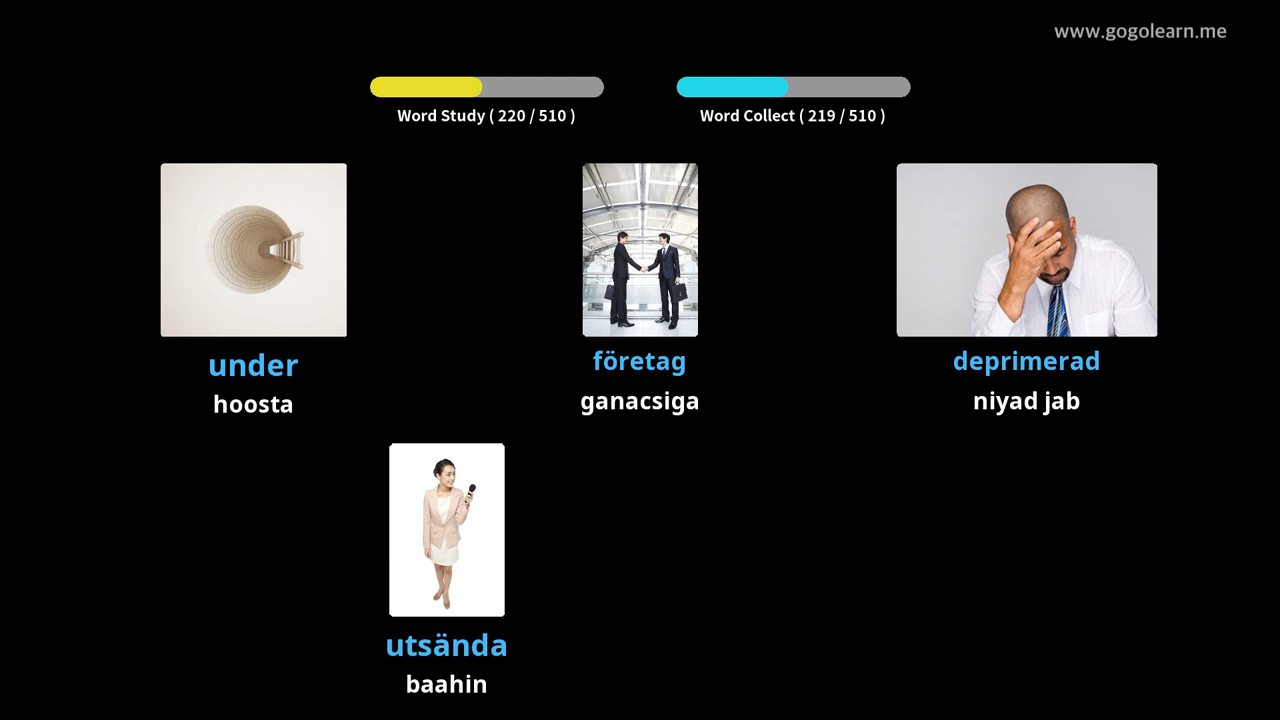 www.gogolearn.me
Word Study ( 220 / 510 )
Word Collect ( 219 / 510 )
under
hoosta
företag
ganacsiga
deprimerad
niyad jab
utsända
baahin